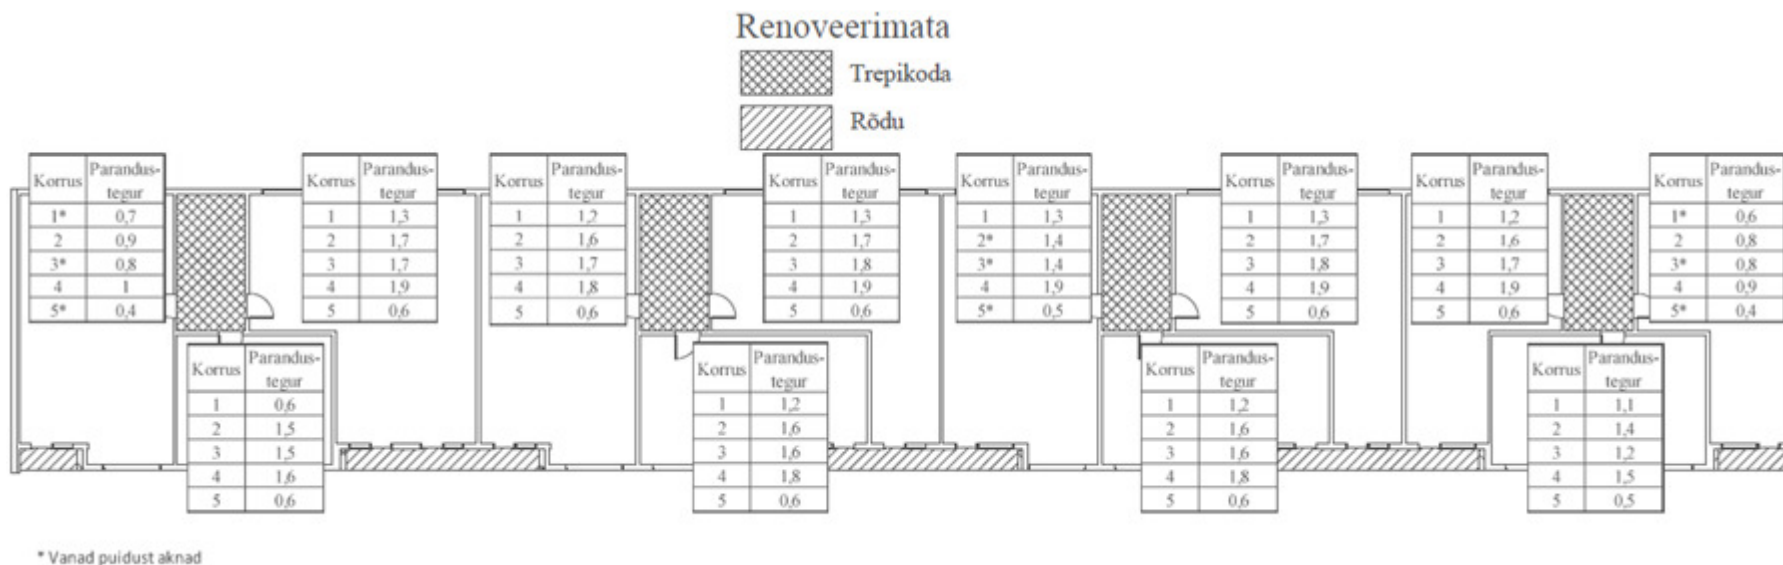 Renoveerimata
Trepikoda
Rõdu
Korrus Parandus-
tegur
1* 0,7
2 0,9
3* 0,8
4 1
5* 0,4
Korrus Parandus-
tegur
1 1,3
2 1,7
3 1,7
4 1,9
5 0,6
Korrus Parandus-
tegur
1 1,2
2 1,6
3 1,7
4 1,8
5 0,6
Korrus Parandus-
tegur
1 1,3
2 1,7
3 1,8
4 1,9
5 0,6
Korrus Parandus-
tegur
1 1,3
2* 1,4
3* 1,4
4 1,9
5* 0,5
Korrus Parandus-
tegur
1 1,3
2 1,7
3 1,8
4 1,9
5 0,6
Korrus Parandus-
tegur
1 1,2
2 1,6
3 1,7
4 1,9
5 0,6
Korrus Parandus-
tegur
1* 0,6
2 0,8
3* 0,8
4 0,9
5* 0,4
Korrus Parandus-
tegur
1 0,6
2 1,5
3 1,5
4 1,6
5 0,6
Korrus Parandus-
tegur
1 1,2
2 1,6
3 1,6
4 1,8
5 0,6
Korrus Parandus-
tegur
1 1,2
2 1,6
3 1,6
4 1,8
5 0,6
Korrus Parandus-
tegur
1 1,1
2 1,4
3 1,2
4 1,5
5 0,5
* Vanad puidust aknad